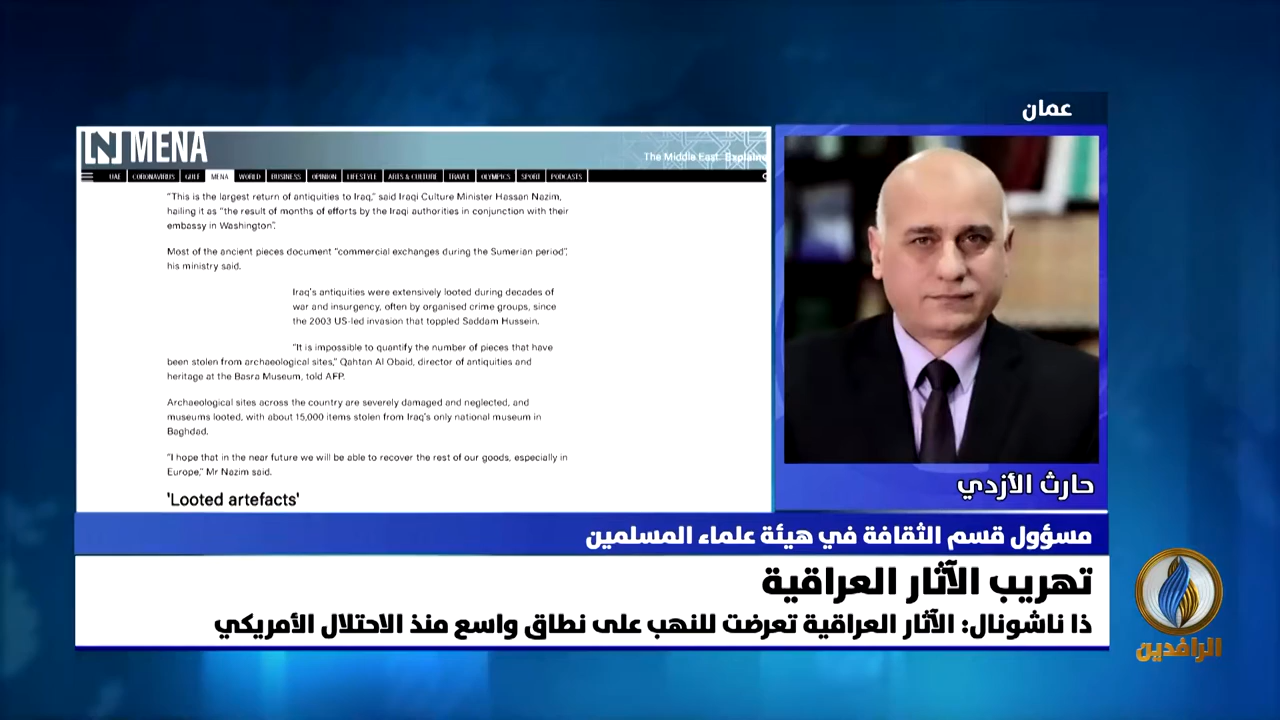 عمان
MENA
The Middle East. Explaine
UAE CORONAVIRUS GULF MENA WORLD BUSINESS OPINION LIFESTYLE ARTS & CULTURE TRAVEL OLYMPICS SPORT PODCASTS
"This is the largest return of antiquities to Iraq," said Iraqi Culture Minister Hassan Nazim,
hailing it as "the result of months of efforts by the Iraqi authorities in conjunction with their
embassy in Washington".
Most of the ancient pieces document "commercial exchanges during the Sumerian period",
his ministry said.
Iraq's antiquities were extensively looted during decades of
war and insurgency, often by organised crime groups, since
the 2003 US-led invasion that toppled Saddam Hussein.
"It is impossible to quantify the number of pieces that have
been stolen from archaeological sites," Qahtan Al Obaid, director of antiquities and
heritage at the Basra Museum, told AFP.
Archaeological sites across the country are severely damaged and neglected, and
museums looted, with about 15,000 items stolen from Iraq's only national museum in
Baghdad.
"I hope that in the near future we will be able to recover the rest of our goods, especially in
Europe," Mr Nazim said.
'Looted artefacts'
حارث الأزدي
مسؤول قسم الثقافة في هيئة علماء المسلمين
تهريب الآثار العراقية
ذا ناشونال: الآثار العراقية تعرضت للنهب على نطاق واسع منذ الاحتلال الأمريكي
الرافدين